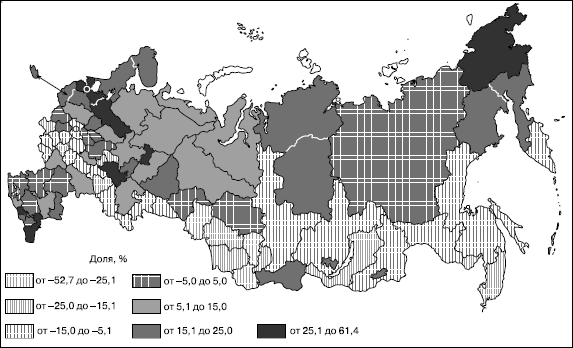 Доля, %
от –52,7 до –25,1
от –5,0 до 5,0
от –25,0 до –15,1
от 5,1 до 15,0
от –15,0 до –5,1
от 15,1 до 25,0
от 25,1 до 61,4